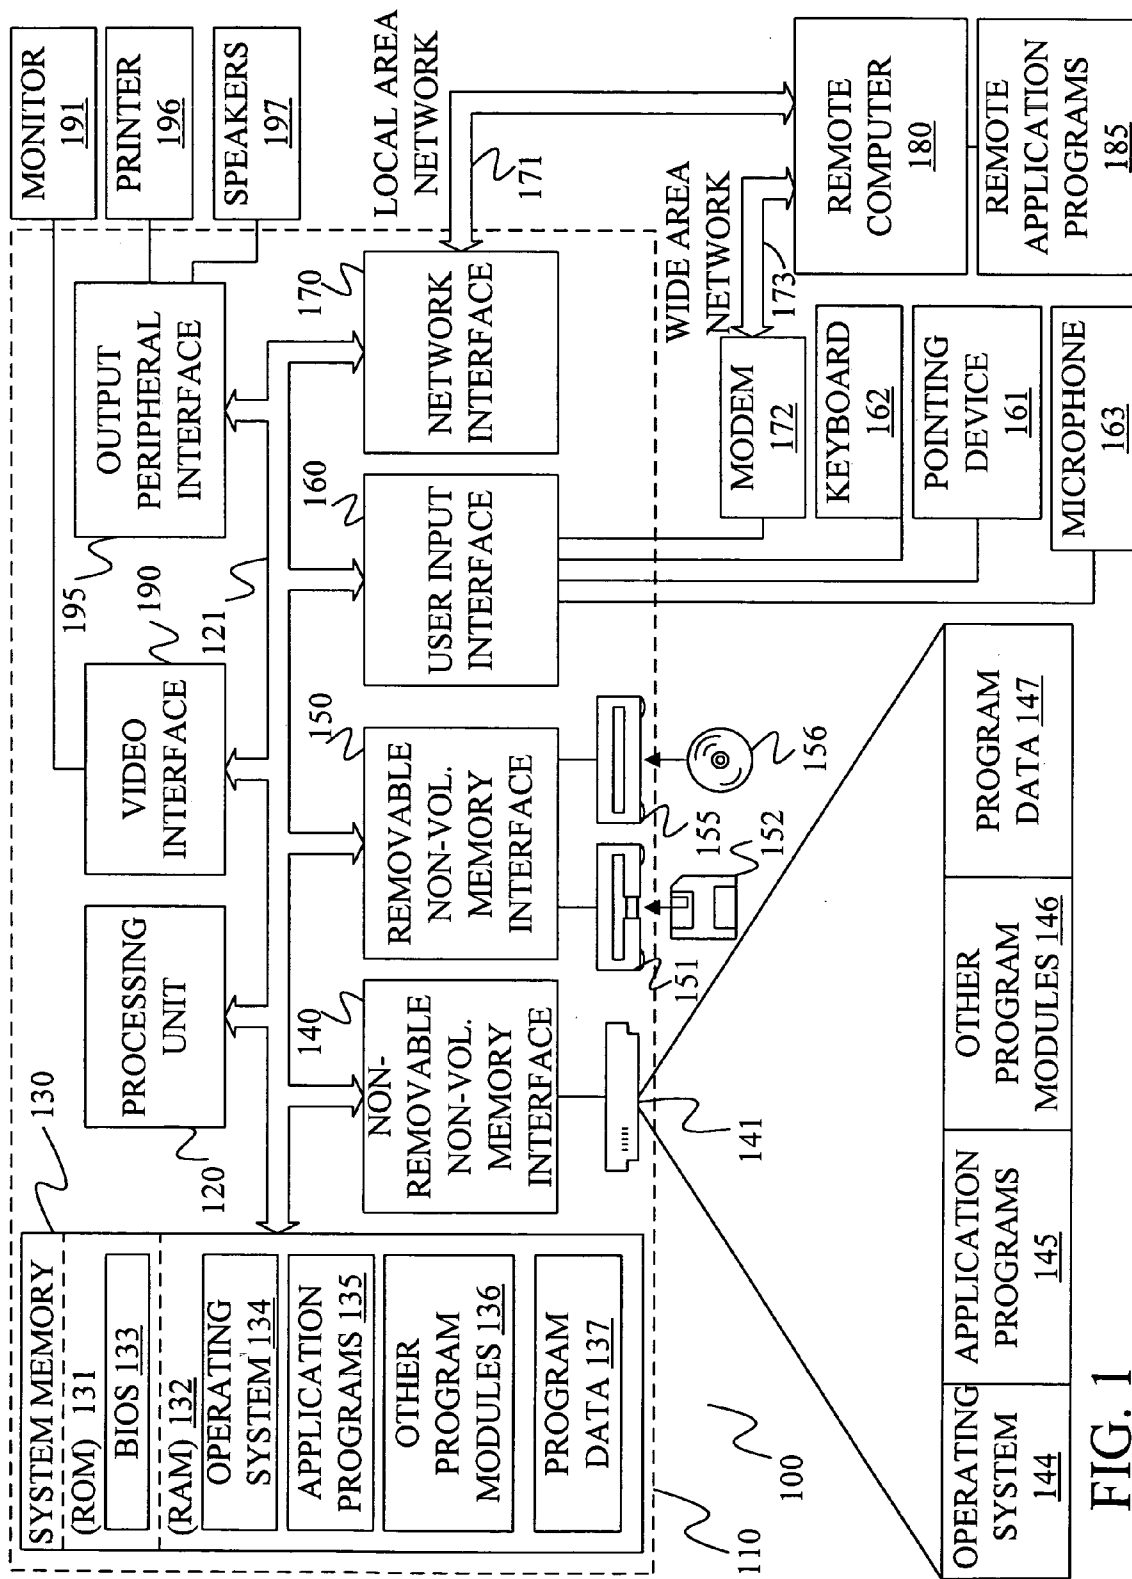 SYSTEM MEMORY
(ROM) 131
BIOS 133
(RAM) 132
OPERATING
SYSTEM 134
APPLICATION
PROGRAMS 135
OTHER
PROGRAM
MODULES 136
PROGRAM
DATA 137
130
120
PROCESSING
UNIT
VIDEO
INTERFACE
190
121
195
OUTPUT
PERIPHERAL
INTERFACE
MONITOR
191
PRINTER
196
SPEAKERS
197
140
NON-
REMOVABLE
NON-VOL.
MEMORY
INTERFACE
150
REMOVABLE
NON-VOL.
MEMORY
INTERFACE
160
USER INPUT
INTERFACE
170
NETWORK
INTERFACE
LOCAL AREA
NETWORK
171
WIDE AREA
NETWORK
173
141
151
152
155
156
MODEM
172
KEYBOARD
162
POINTING
DEVICE
161
MICROPHONE
163
REMOTE
COMPUTER
180
REMOTE
APPLICATION
PROGRAMS
185
110
100
OPERATING
SYSTEM
144
APPLICATION
PROGRAMS
145
OTHER
PROGRAM
MODULES 146
PROGRAM
DATA 147
FIG. 1